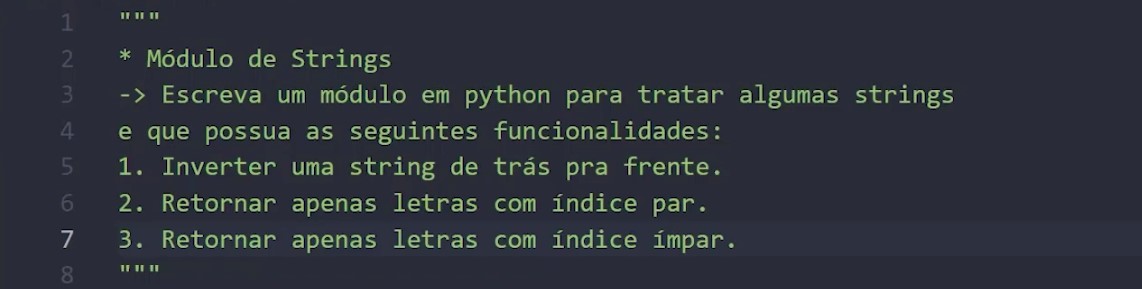 1 """
2 * Módulo de Strings
3 -> Escreva um módulo em python para tratar algumas strings
4 e que possua as seguintes funcionalidades:
5 1. Inverter uma string de trás pra frente.
6 2. Retornar apenas letras com índice par.
7 3. Retornar apenas letras com índice ímpar.
8 """